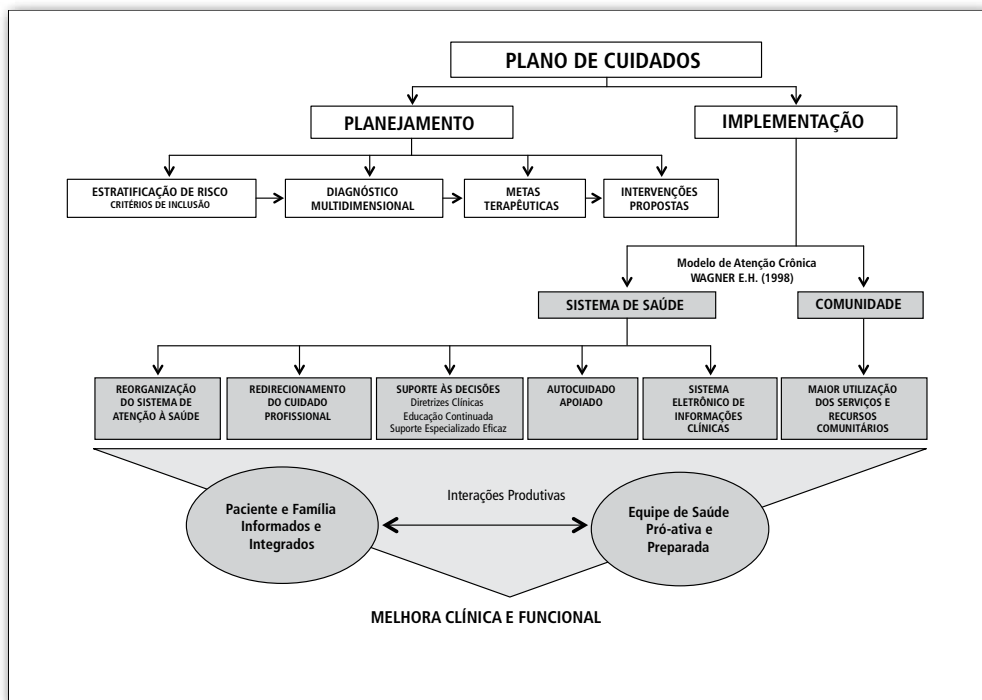 PLANO DE CUIDADOS
PLANEJAMENTO
IMPLEMENTAÇÃO
ESTRATIFICAÇÃO DE RISCO
CRITÉRIOS DE INCLUSÃO
DIAGNÓSTICO
MULTIDIMENSIONAL
METAS
TERAPÊUTICAS
INTERVENÇÕES
PROPOSTAS
Modelo de Atenção Crônica
WAGNER E.H. (1998)
SISTEMA DE SAÚDE
COMUNIDADE
REORGANIZAÇÃO
DO SISTEMA DE
ATENÇÃO À SAÚDE
REDIRECIONAMENTO
DO CUIDADO
PROFISSIONAL
SUPORTE ÀS DECISÕES
Diretrizes Clínicas
Educação Continuada
Suporte Especializado Eficaz
AUTOCUIDADO
APOIADO
SISTEMA
ELETRÔNICO DE
INFORMAÇÕES
CLÍNICAS
MAIOR UTILIZAÇÃO
DOS SERVIÇOS E
RECURSOS
COMUNITÁRIOS
Paciente e Família
Informados e
Integrados
Interações Produtivas
Equipe de Saúde
Pró-ativa e
Preparada
MELHORA CLÍNICA E FUNCIONAL